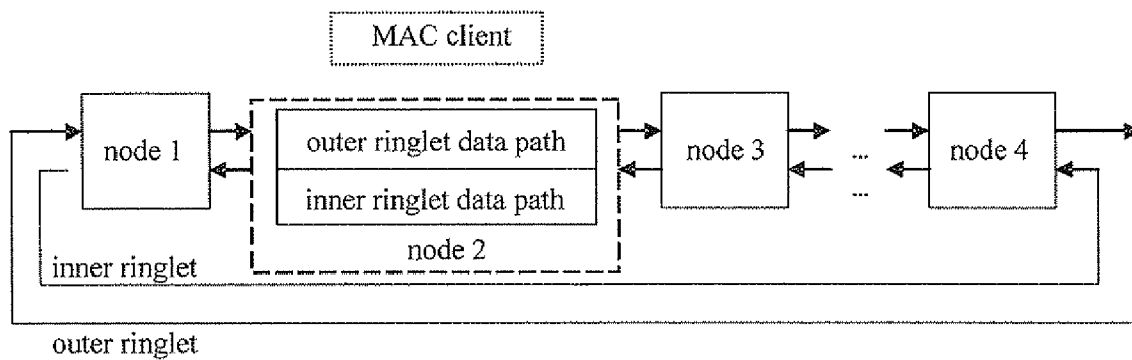 MAC client
node 1
outer ringlet data path
inner ringlet data path
node 2
node 3
...
...
node 4
inner ringlet
outer ringlet